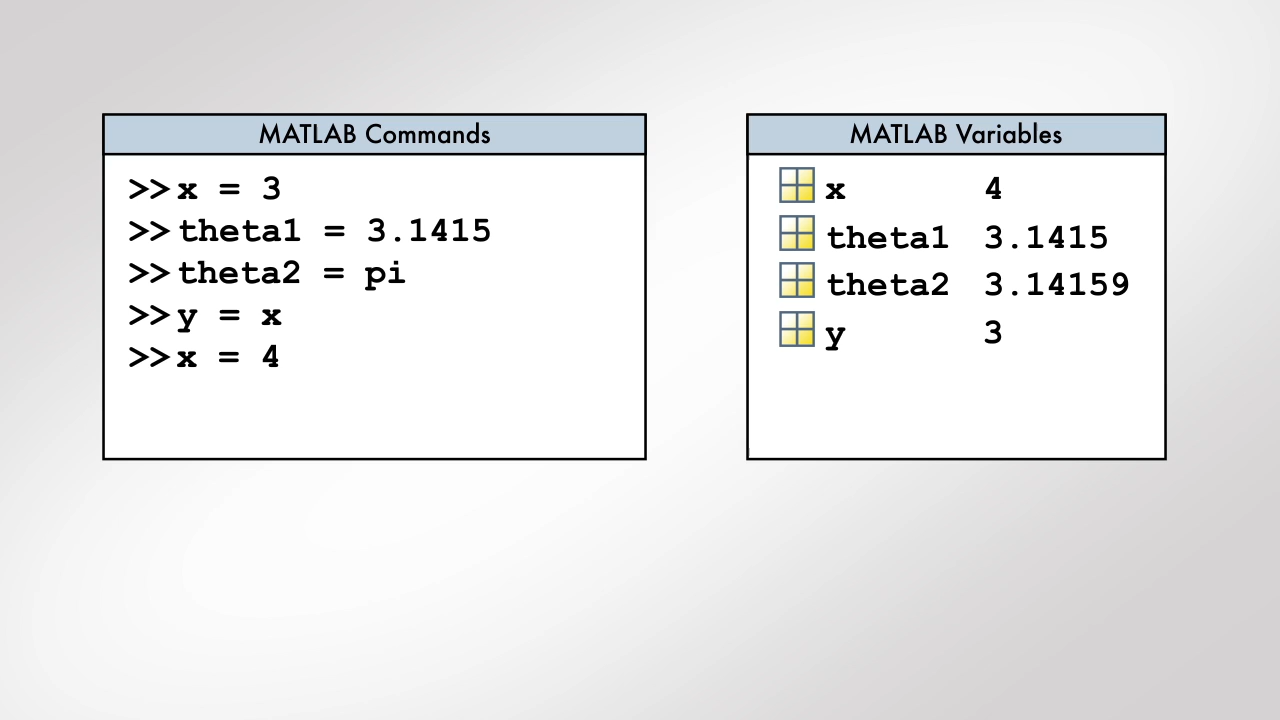 MATLAB Commands
>> x = 3
>> theta1 = 3.1415
>> theta2 = pi
>> y = x
>> x = 4
MATLAB Variables
x 4
theta1 3.1415
theta2 3.14159
y 3